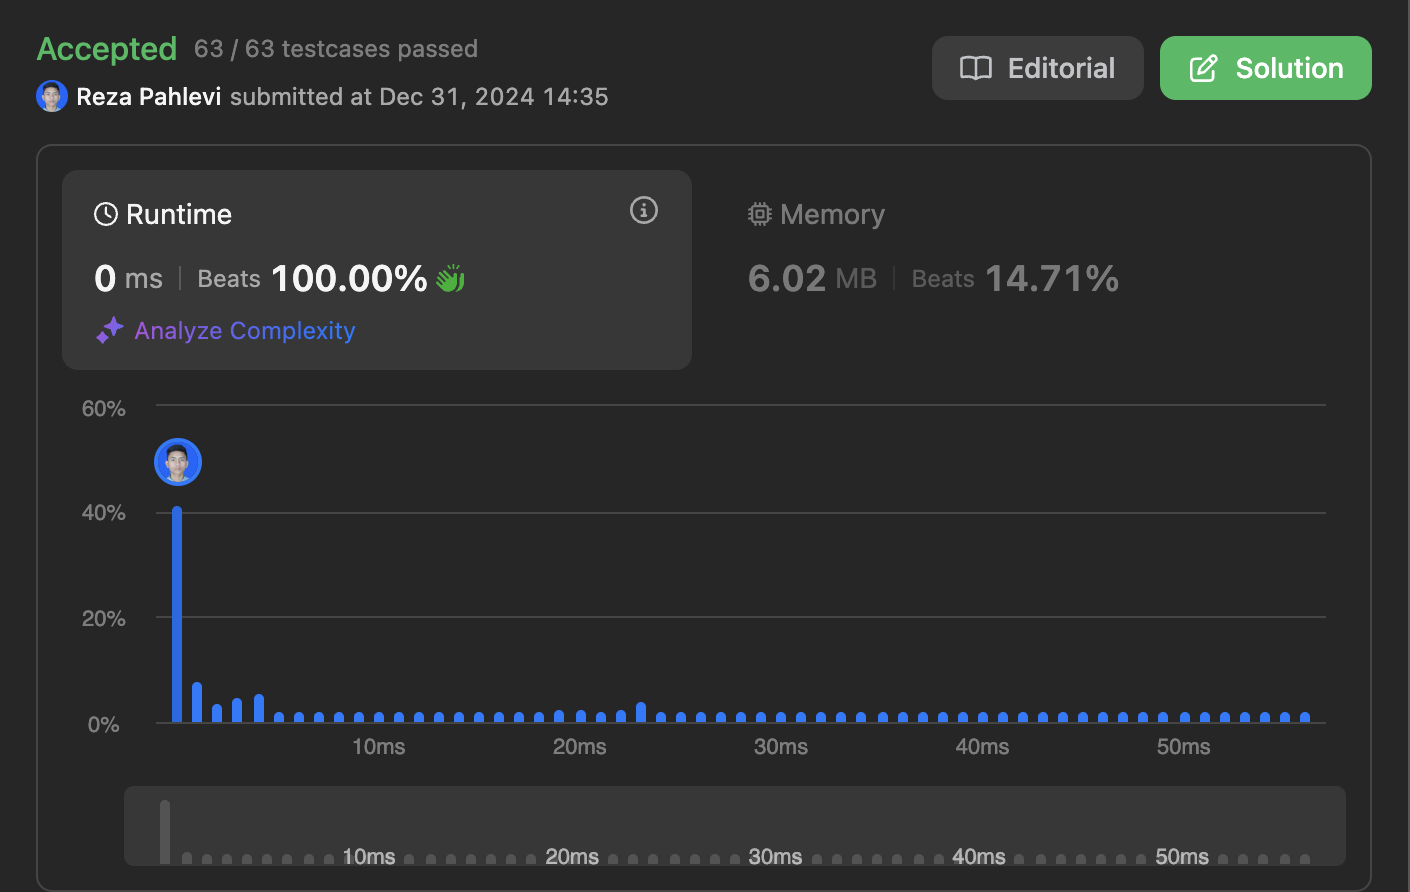 Accepted 63 / 63 testcases passed
Reza Pahlevi submitted at Dec 31, 2024 14:35
Editorial
Solution
Runtime
0 ms | Beats 100.00%
Analyze Complexity
Memory
6.02 MB | Beats 14.71%
60%
40%
20%
0%
10ms 20ms 30ms 40ms 50ms
10ms 20ms 30ms 40ms 50ms